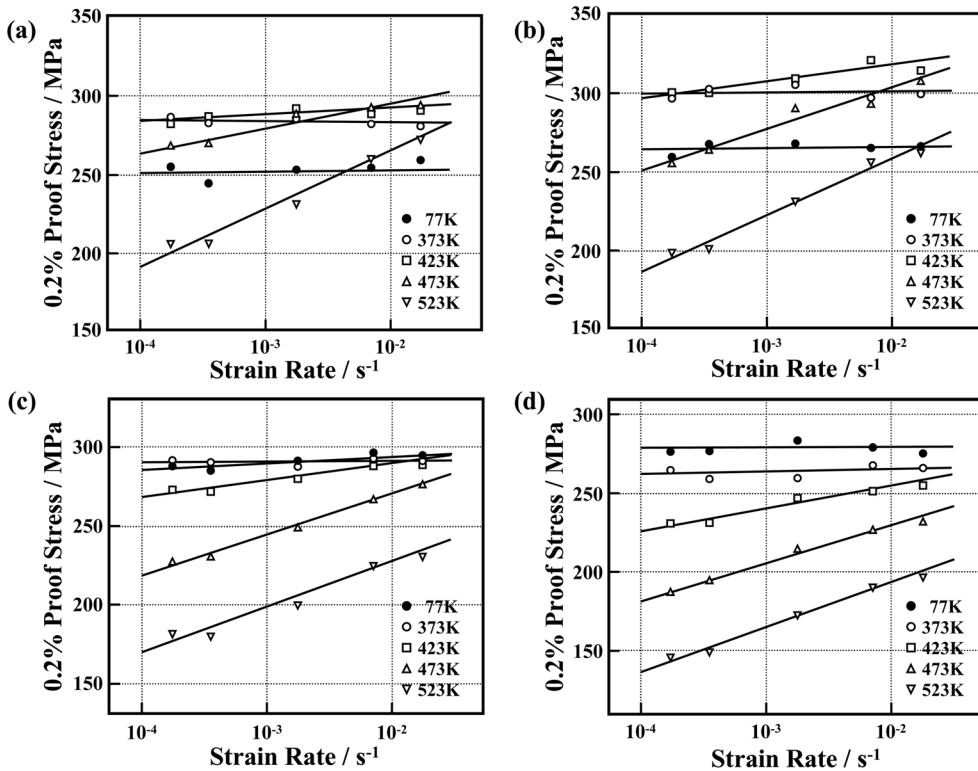 (a)
350
300
250
200
150
0.2% Proof Stress / MPa
77K
373K
423K
473K
523K
10-4
10-3
10-2
Strain Rate / s-1
(b)
350
300
250
200
150
0.2% Proof Stress / MPa
77K
373K
423K
473K
523K
10-4
10-3
10-2
Strain Rate / s-1
(c)
300
250
200
150
0.2% Proof Stress / MPa
77K
373K
423K
473K
523K
10-4
10-3
10-2
Strain Rate / s-1
(d)
300
250
200
150
0.2% Proof Stress / MPa
77K
373K
423K
473K
523K
10-4
10-3
10-2
Strain Rate / s-1